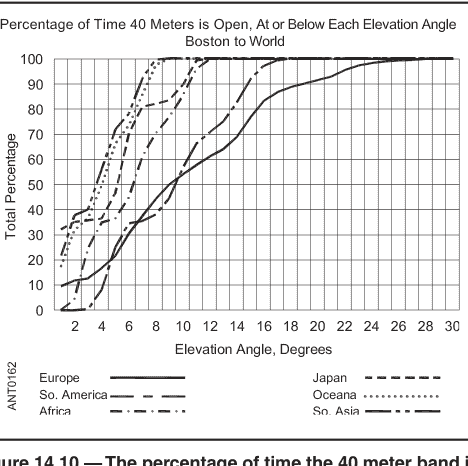 Percentage of Time 40 Meters is Open, At or Below Each Elevation Angle
Boston to World
100
90
80
70
60
50
40
30
20
10
0
Total Percentage
2 4 6 8 10 12 14 16 18 20 22 24 26 28 30
Elevation Angle, Degrees
ANT0162
Europe
So. America
Africa
Japan
Oceana
So. Asia
ure 14.10 — The percentage of time the 40 meter band i